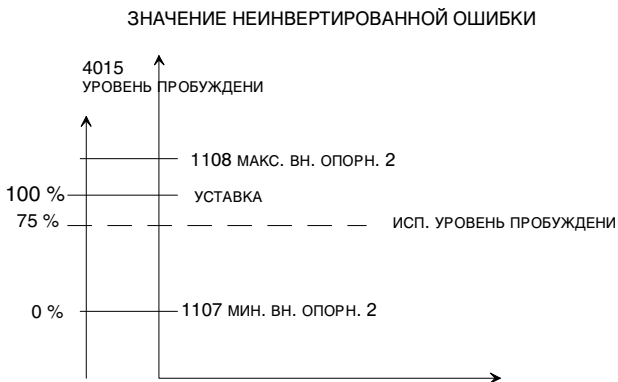 ЗНАЧЕНИЕ НЕИНВЕРТИРОВАННОЙ ОШИБКИ
4015
УРОВЕНЬ ПРОБУЖДЕНИ
1108 МАКС. ВН. ОПОРН. 2
100 %
УСТАВКА
75 %
ИСП. УРОВЕНЬ ПРОБУЖДЕНИ
0 %
1107 МИН. ВН. ОПОРН. 2